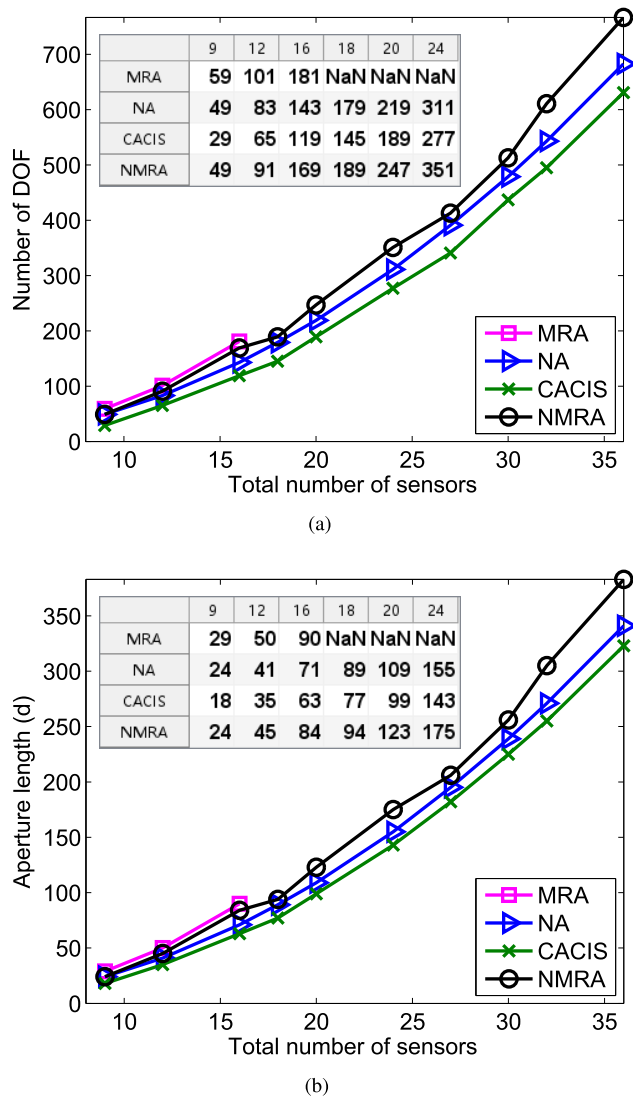 700
600
500
400
300
200
100
0
Number of DOF
9 12 16 18 20 24
MRA 59 101 181 NaN NaN NaN
NA 49 83 143 179 219 311
CACIS 29 65 119 145 189 277
NMRA 49 91 169 189 247 351
MRA
NA
CACIS
NMRA
10 15 20 25 30 35
Total number of sensors
(a)
350
300
250
200
150
100
50
0
Aperture length (d)
9 12 16 18 20 24
MRA 29 50 90 NaN NaN NaN
NA 24 41 71 89 109 155
CACIS 18 35 63 77 99 143
NMRA 24 45 84 94 123 175
MRA
NA
CACIS
NMRA
10 15 20 25 30 35
Total number of sensors
(b)